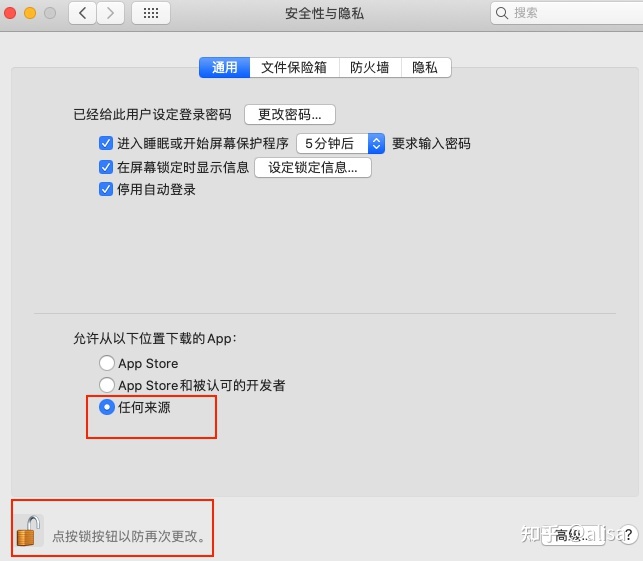 安全性与隐私
搜索
通用 文件保险箱 防火墙 隐私
已经给此用户设定登录密码 更改密码...
进入睡眠或开始屏幕保护程序 5分钟后 要求输入密码
在屏幕锁定时显示信息 设定锁定信息...
停用自动登录
允许从以下位置下载的App：
App Store
App Store和被认可的开发者
任何来源
点按锁按钮以防再次更改。
高级... ?
知乎 @alisa